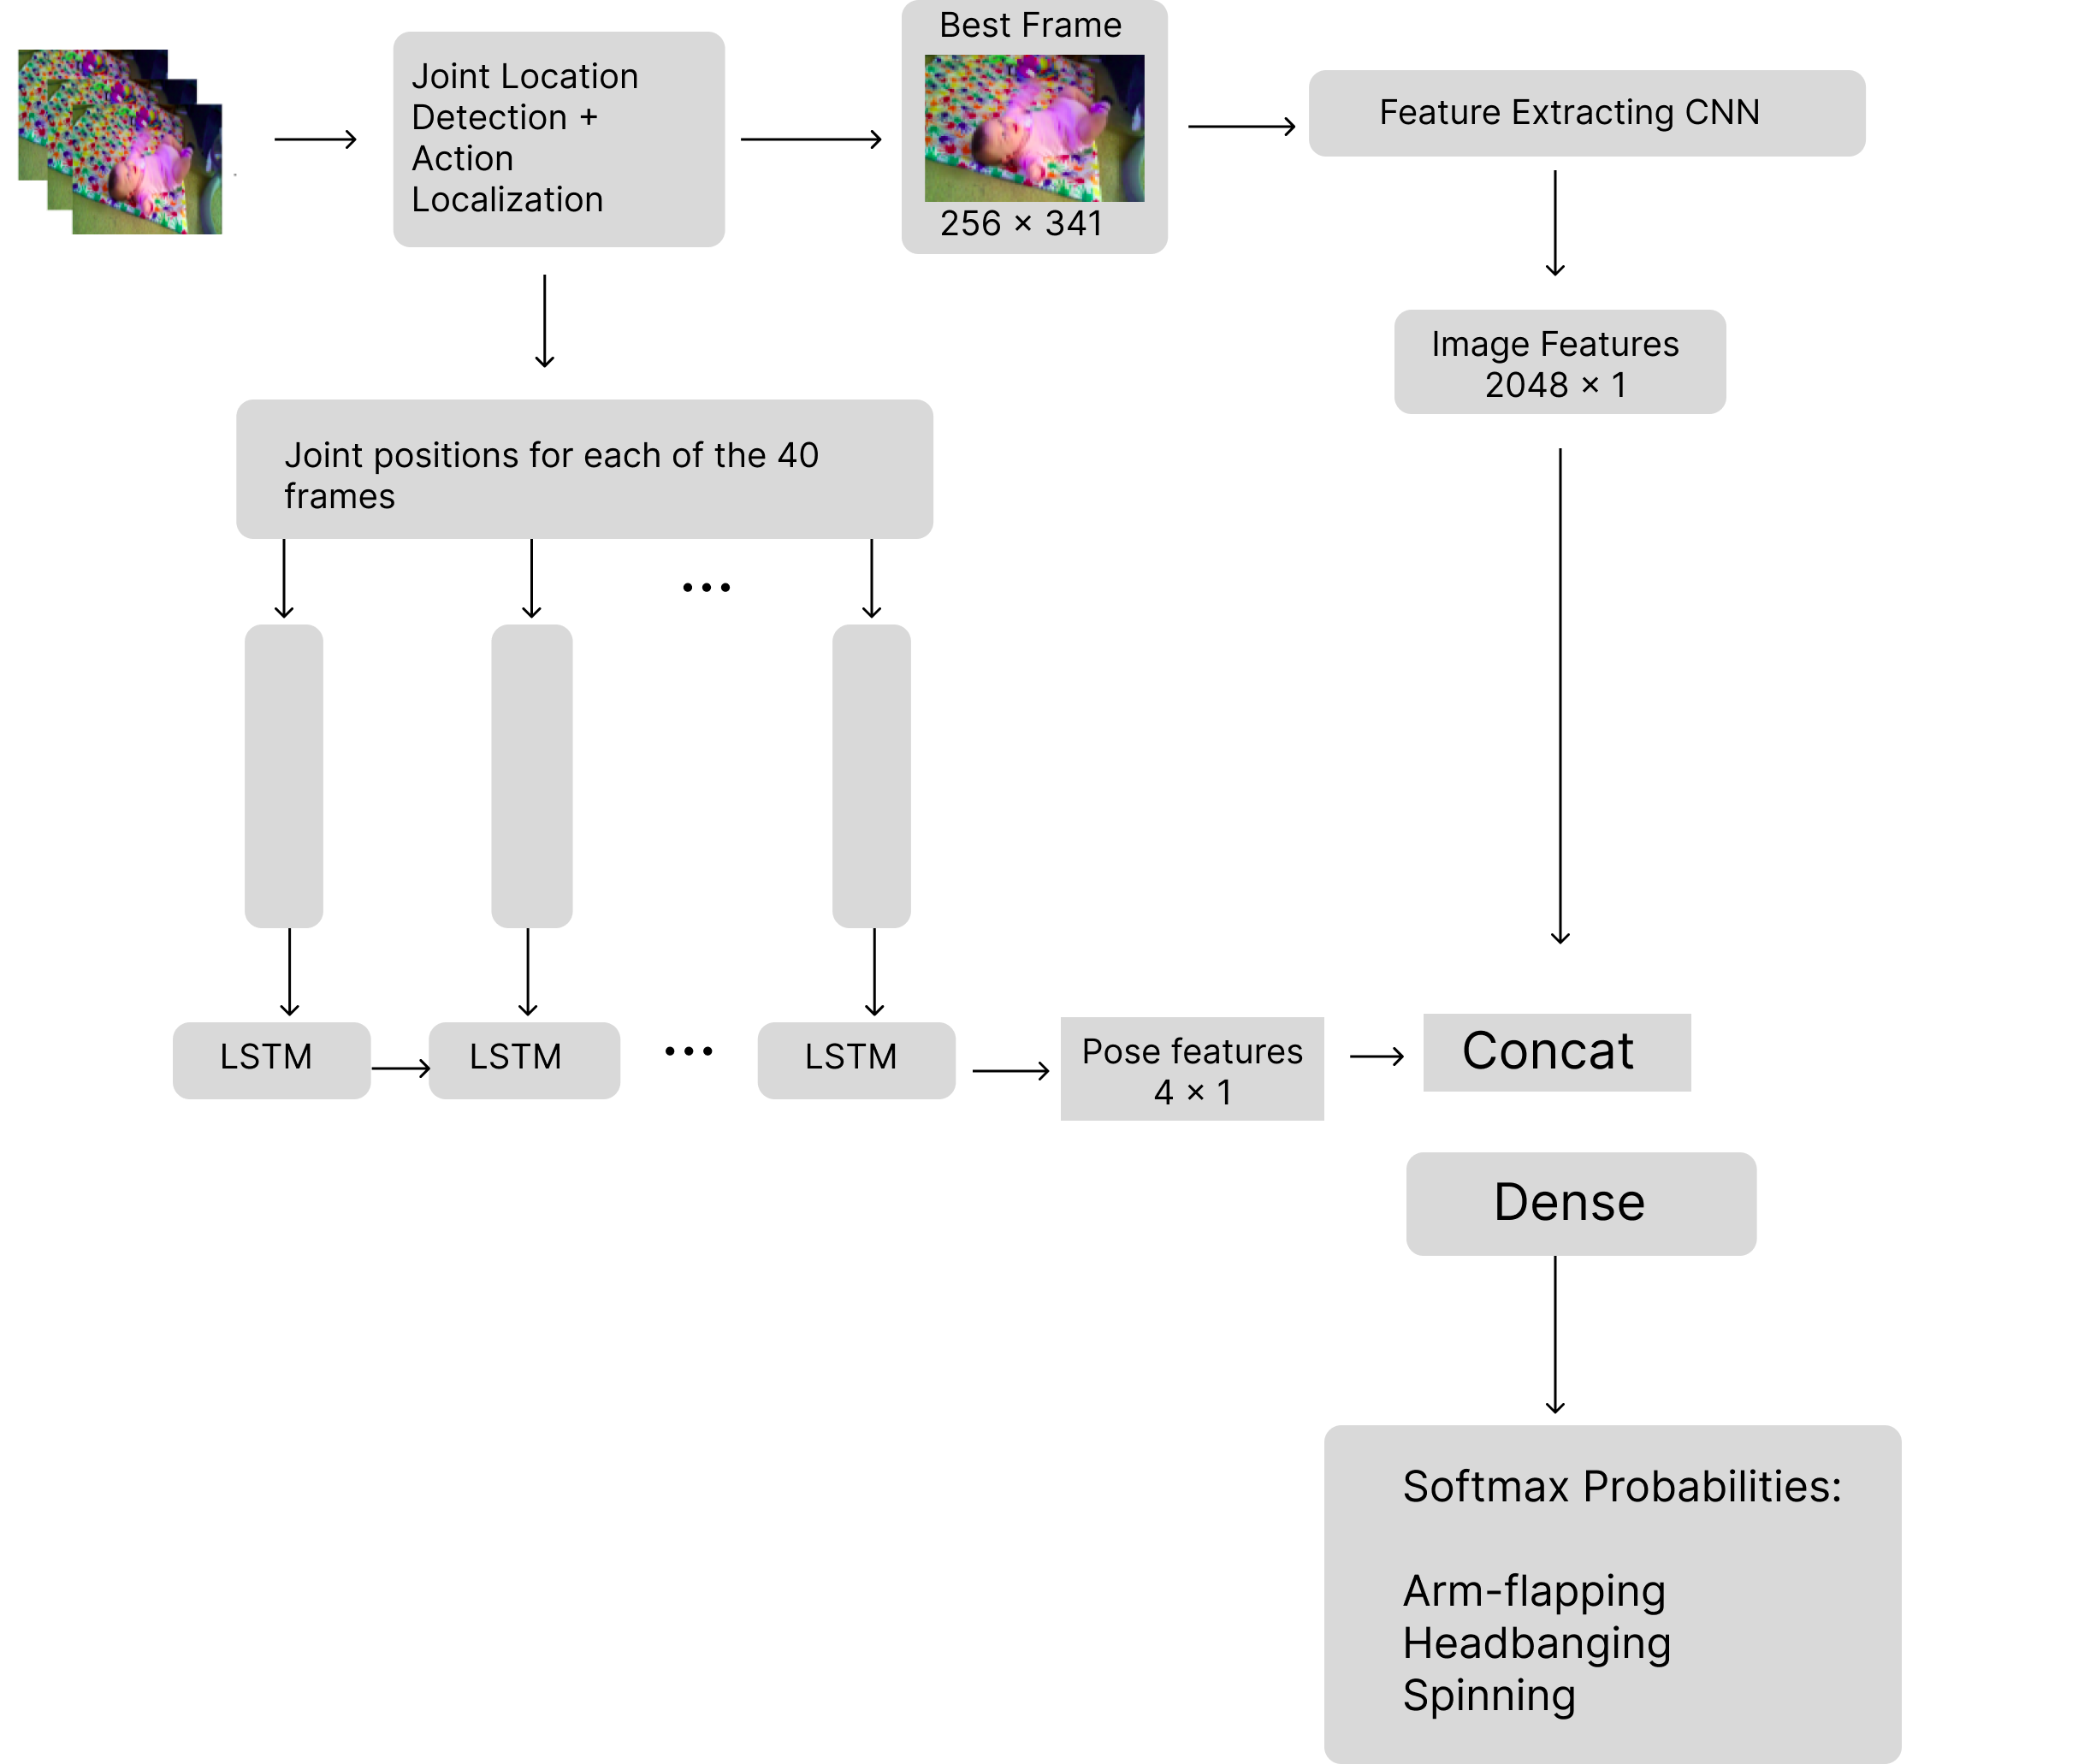 Joint Location
Detection +
Action
Localization
Best Frame
256 × 341
Feature Extracting CNN
Image Features
2048 × 1
Joint positions for each of the 40
frames
...
LSTM
LSTM
...
LSTM
Pose features
4 × 1
Concat
Dense
Softmax Probabilities:
Arm-flapping
Headbanging
Spinning